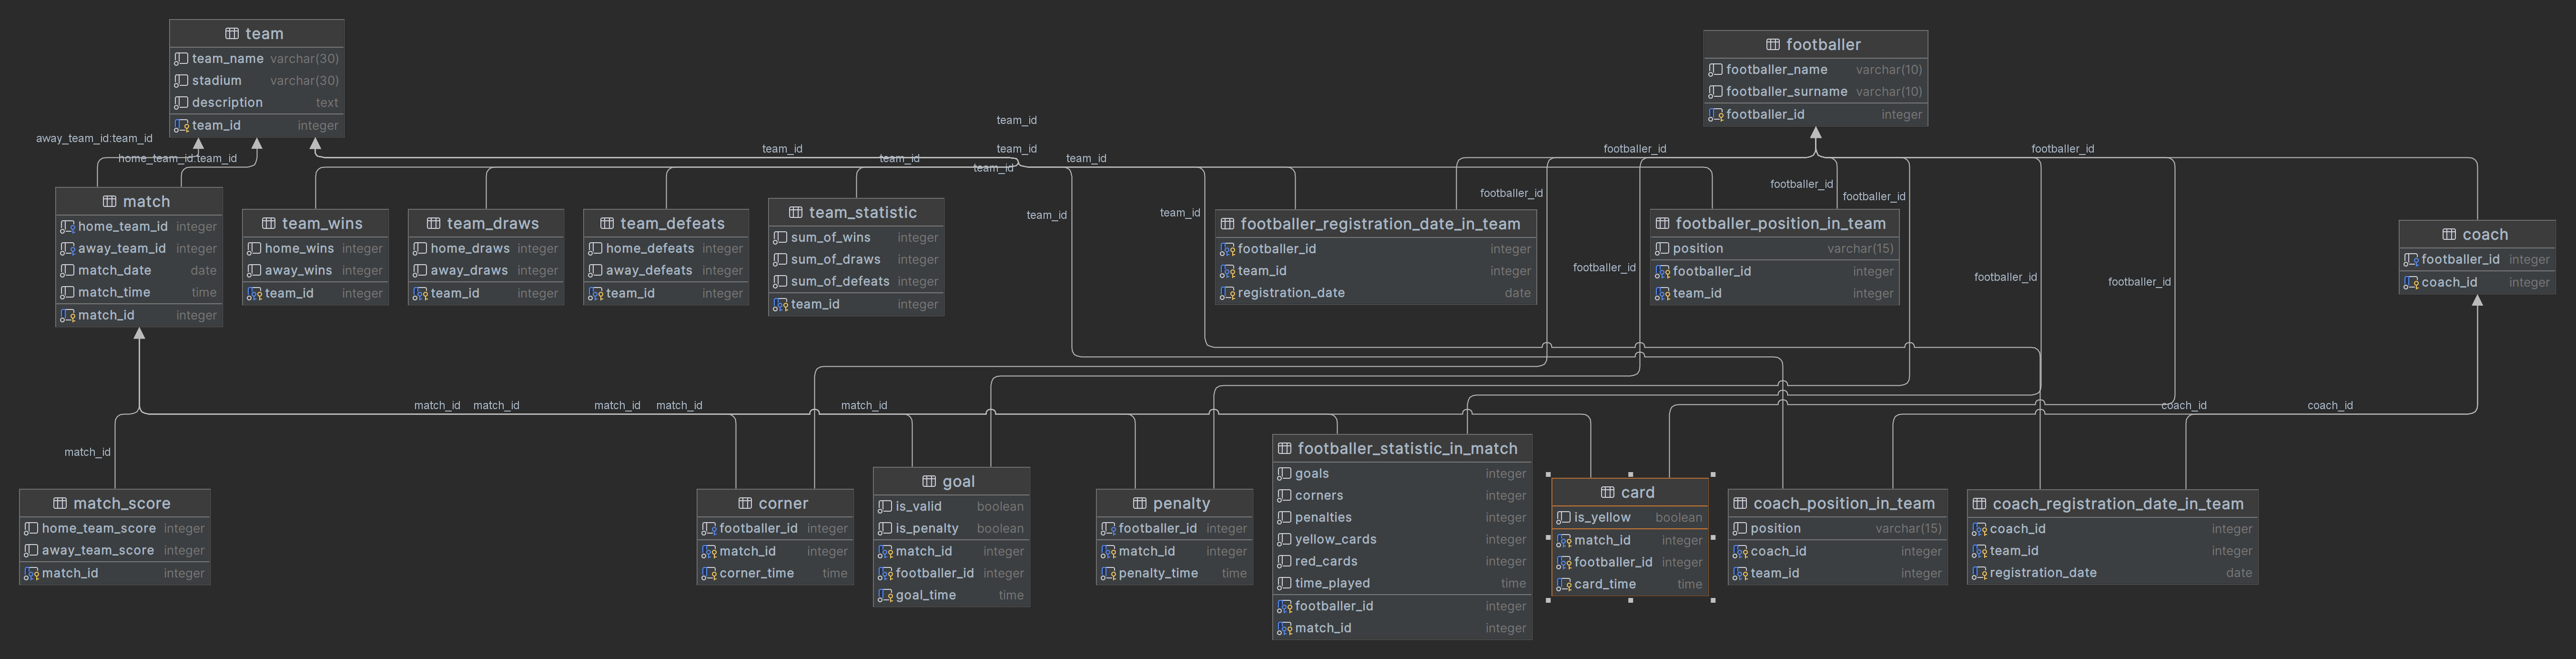 team
team_name varchar(30)
stadium varchar(30)
description text
team_id integer
footballer
footballer_name varchar(10)
footballer_surname varchar(10)
footballer_id integer
away_team_id:team_id
home_team_id:team_id
team_id
team_id
team_id
team_id
team_id
team_id
team_id
team_id
footballer_id
footballer_id
footballer_id
footballer_id
footballer_id
footballer_id
footballer_id
footballer_id
match
home_team_id integer
away_team_id integer
match_date date
match_time time
match_id integer
team_wins
home_wins integer
away_wins integer
team_id integer
team_draws
home_draws integer
away_draws integer
team_id integer
team_defeats
home_defeats integer
away_defeats integer
team_id integer
team_statistic
sum_of_wins integer
sum_of_draws integer
sum_of_defeats integer
team_id integer
footballer_registration_date_in_team
footballer_id integer
team_id integer
registration_date date
footballer_position_in_team
position varchar(15)
footballer_id integer
team_id integer
coach
footballer_id integer
coach_id integer
match_id
match_id
match_id
match_id
match_id
match_id
coach_id
coach_id
match_score
home_team_score integer
away_team_score integer
match_id integer
corner
footballer_id integer
match_id integer
corner_time time
goal
is_valid boolean
is_penalty boolean
match_id integer
footballer_id integer
goal_time time
penalty
footballer_id integer
match_id integer
penalty_time time
footballer_statistic_in_match
goals integer
corners integer
penalties integer
yellow_cards integer
red_cards integer
time_played time
footballer_id integer
match_id integer
card
is_yellow boolean
match_id integer
footballer_id integer
card_time time
coach_position_in_team
position varchar(15)
coach_id integer
team_id integer
coach_registration_date_in_team
coach_id integer
team_id integer
registration_date date